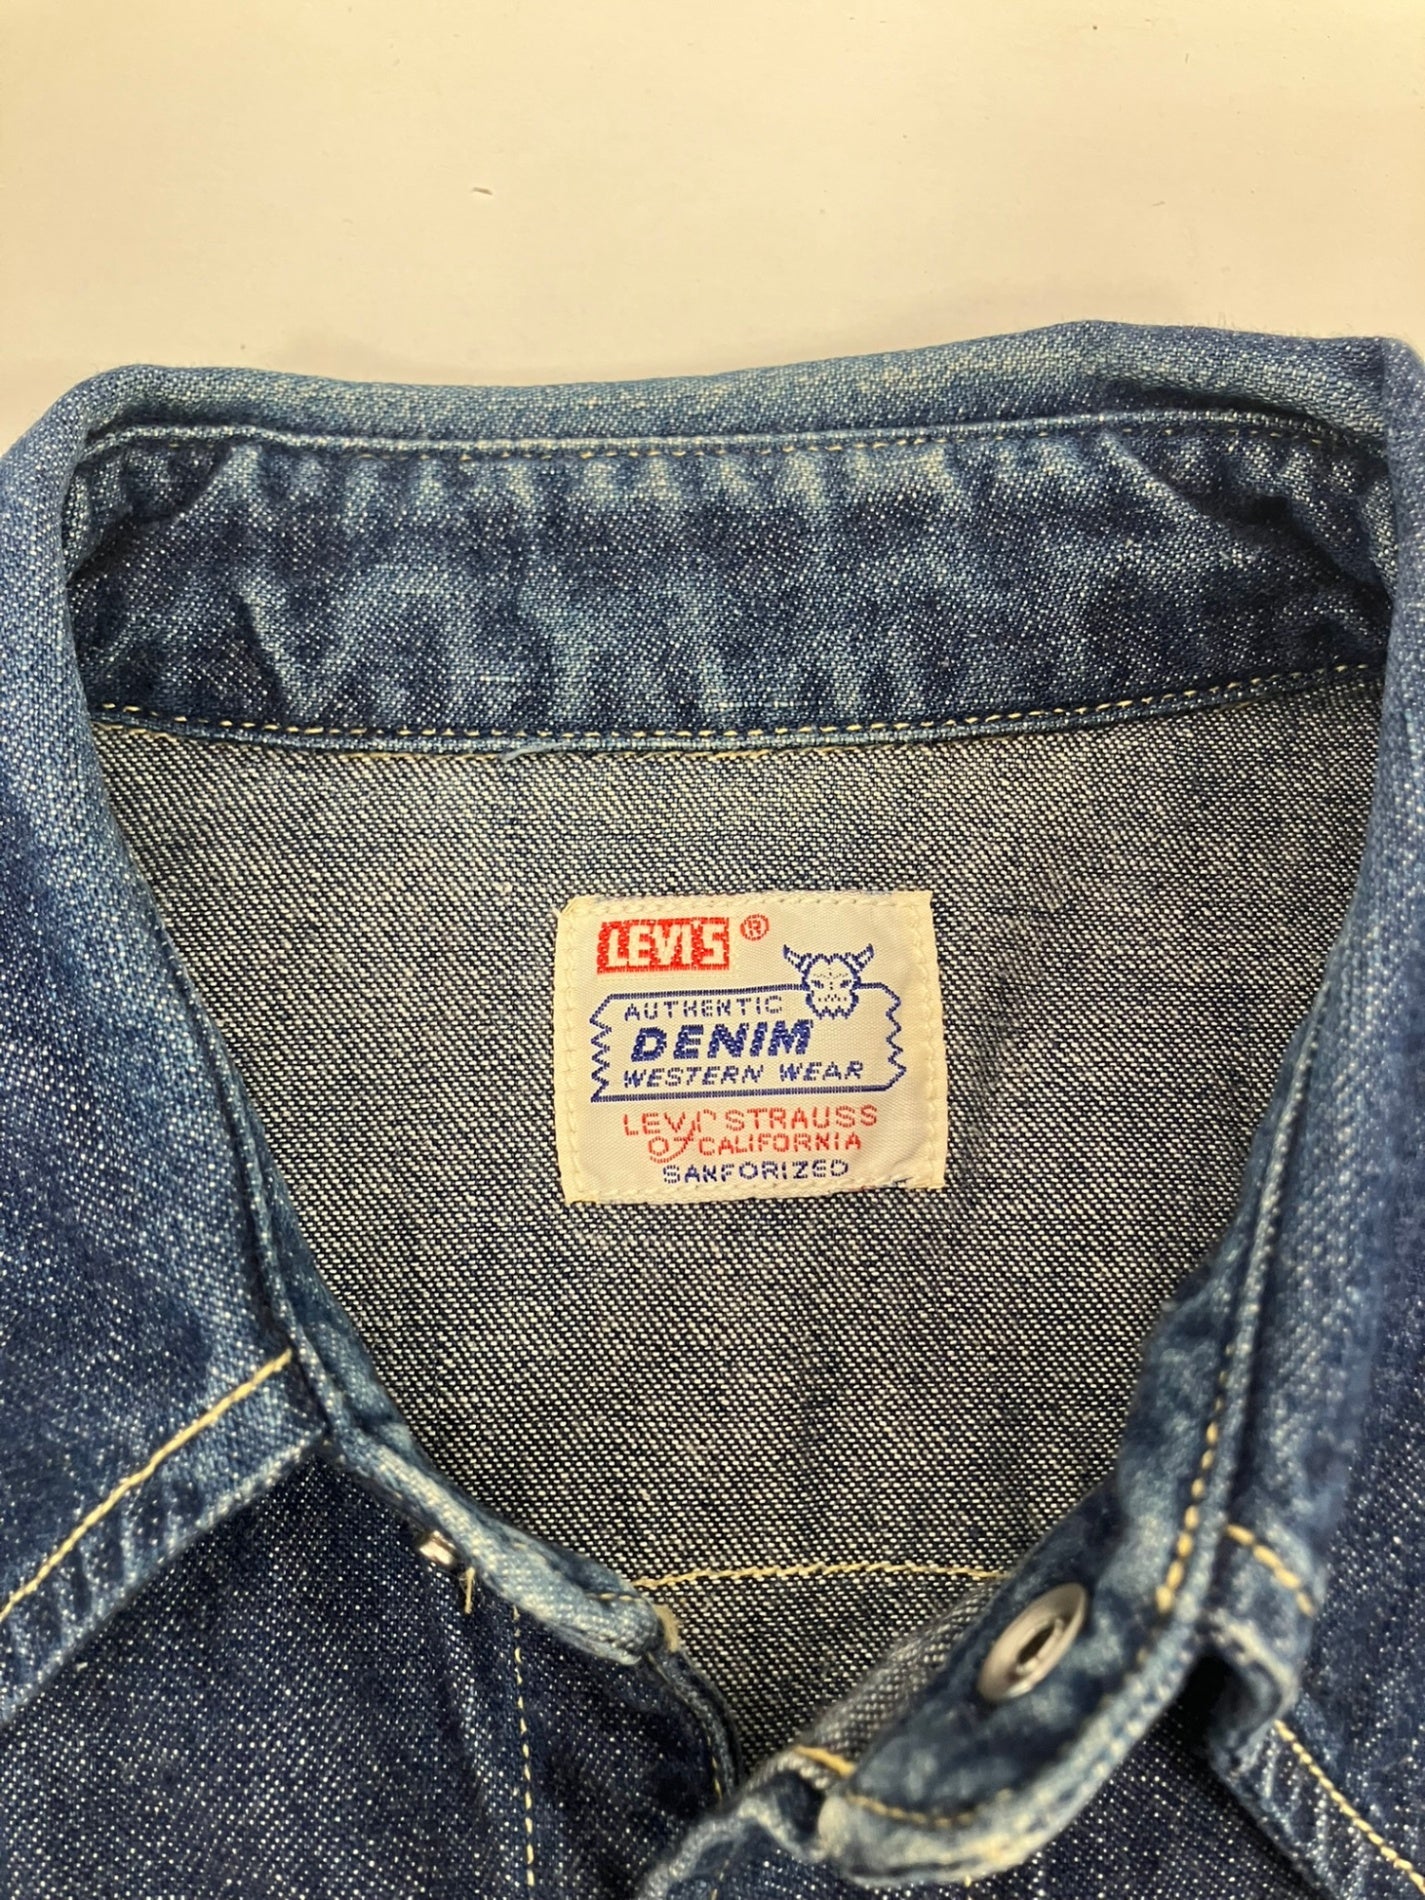 LEVI'S ®
AUTHENTIC
DENIM
WESTERN WEAR
LEVI STRAUSS
of CALIFORNIA
SANFORIZED